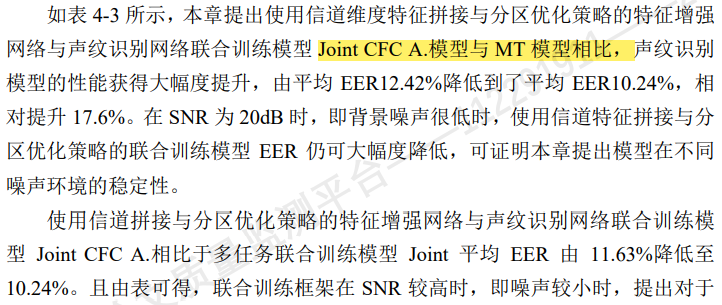 如表 4-3 所示，本章提出使用信道维度特征拼接与分区优化策略的特征增强
网络与声纹识别网络联合训练模型 Joint CFC A.模型与 MT 模型相比，声纹识别
模型的性能获得大幅度提升，由平均 EER12.42%降低到了平均 EER10.24%，相
对提升 17.6%。在 SNR 为 20dB 时，即背景噪声很低时，使用信道特征拼接与分
区优化策略的联合训练模型 EER 仍可大幅度降低，可证明本章提出模型在不同
噪声环境的稳定性。
使用信道拼接与分区优化策略的特征增强网络与声纹识别网络联合训练模
型 Joint CFC A.相比于多任务联合训练模型 Joint 平均 EER 由 11.63%降低至
10.24%。且由表可得，联合训练框架在 SNR 较高时，即噪声较小时，提出对于